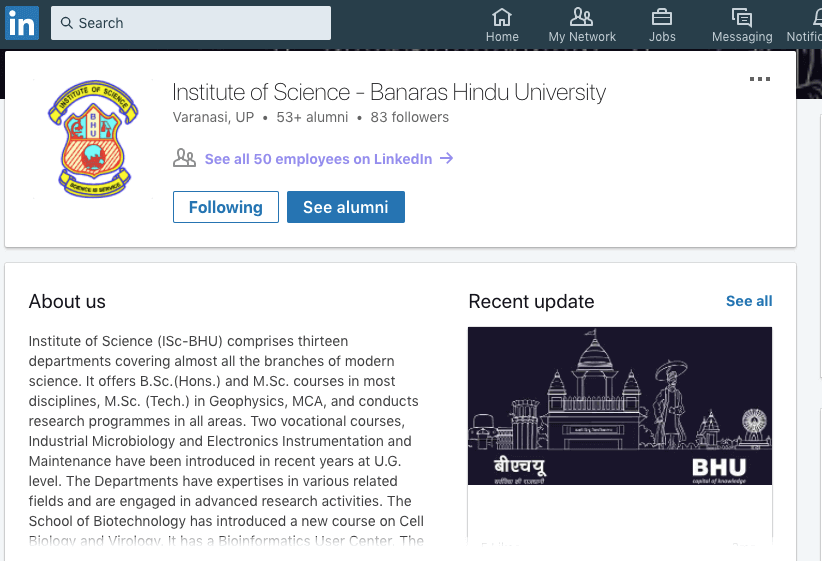 in
Search
Home
My Network
Jobs
Messaging
Notific
INSTITUTE OF SCIENCE
BHU
SCIENCE IS SERVICE
Institute of Science - Banaras Hindu University
Varanasi, UP • 53+ alumni • 83 followers
See all 50 employees on LinkedIn →
Following
See alumni
About us
Institute of Science (ISc-BHU) comprises thirteen
departments covering almost all the branches of modern
science. It offers B.Sc.(Hons.) and M.Sc. courses in most
disciplines, M.Sc. (Tech.) in Geophysics, MCA, and conducts
research programmes in all areas. Two vocational courses,
Industrial Microbiology and Electronics Instrumentation and
Maintenance have been introduced in recent years at U.G.
level. The Departments have expertises in various related
fields and are engaged in advanced research activities. The
School of Biotechnology has introduced a new course on Cell
Biology and Virology. It has a Bioinformatics User Center. The
Recent update
See all
बीएचयू
सर्वविद्या की राजधानी
BHU
capital of knowledge